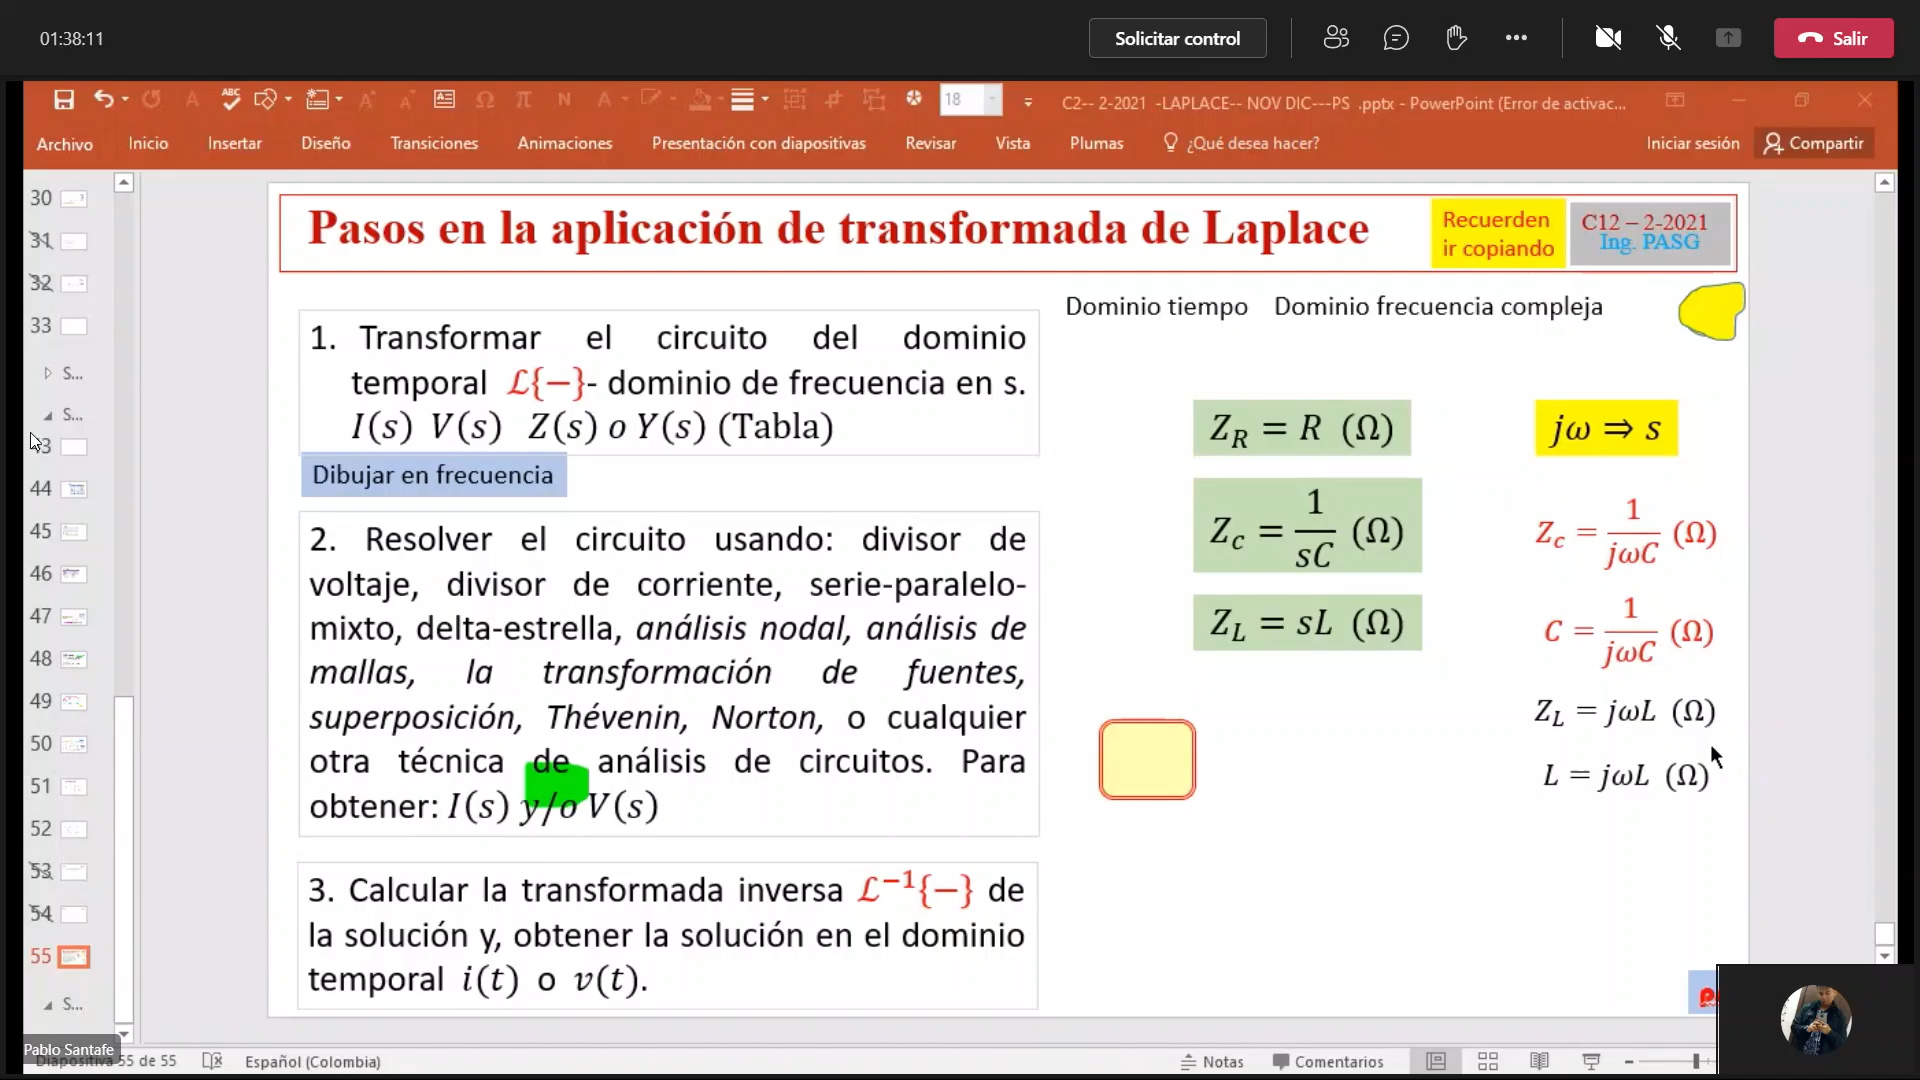 01:38:11
Solicitar control
Salir
18
C2-- 2-2021 -LAPLACE-- NOV DIC---PS .pptx - PowerPoint (Error de activac...
Archivo Inicio Insertar Diseño Transiciones Animaciones Presentación con diapositivas Revisar Vista Plumas ¿Qué desea hacer? Iniciar sesión Compartir
30
31
32
33
S...
S...
3
44
45
46
47
48
49
50
51
52
53
54
55
S...
Pasos en la aplicación de transformada de Laplace
Recuerden
ir copiando
C12 – 2-2021
Ing. PASG
1. Transformar el circuito del dominio
temporal ℒ{−}- dominio de frecuencia en s.
I(s) V(s) Z(s) o Y(s) (Tabla)
Dibujar en frecuencia
2. Resolver el circuito usando: divisor de
voltaje, divisor de corriente, serie-paralelo-
mixto, delta-estrella, análisis nodal, análisis de
mallas, la transformación de fuentes,
superposición, Thévenin, Norton, o cualquier
otra técnica de análisis de circuitos. Para
obtener: I(s) y/o V(s)
3. Calcular la transformada inversa ℒ⁻¹{−} de
la solución y, obtener la solución en el dominio
temporal i(t) o v(t).
Dominio tiempo Dominio frecuencia compleja
Z_R = R (Ω)
Z_c = 1/sC (Ω)
Z_L = sL (Ω)
jω ⇒ s
Z_c = 1/jωC (Ω)
C = 1/jωC (Ω)
Z_L = jωL (Ω)
L = jωL (Ω)
Pablo Santafe
Diapositiva 55 de 55 Español (Colombia) Notas Comentarios